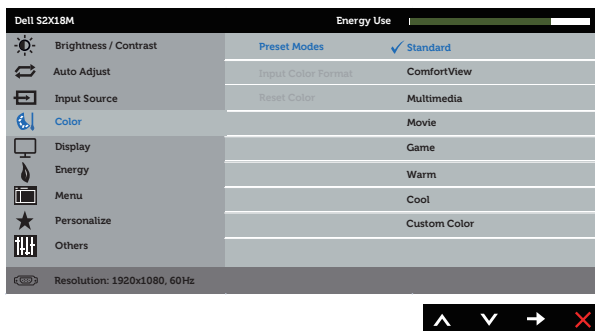 Dell S2X18M Energy Use
Brightness / Contrast Preset Modes Standard
Auto Adjust Input Color Format ComfortView
Input Source Reset Color Multimedia
Color Movie
Display Game
Energy Warm
Menu Cool
Personalize Custom Color
Others
Resolution: 1920x1080, 60Hz